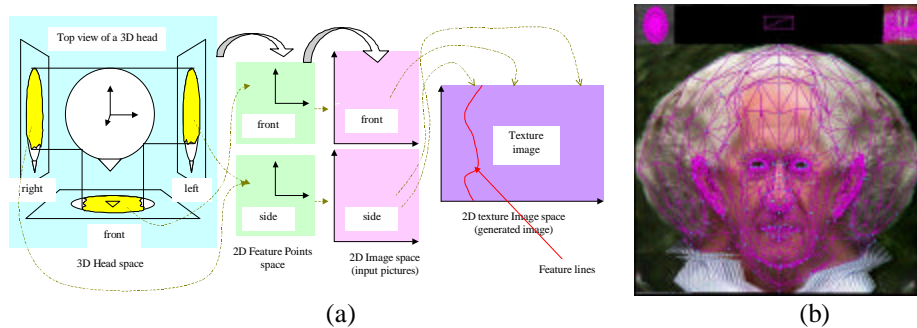 Top view of a 3D head
right
left
front
3D Head space
front
side
2D Feature Points
space
front
side
2D Image space
(input pictures)
Texture
image
2D texture Image space
(generated image)
Feature lines
(a)
(b)